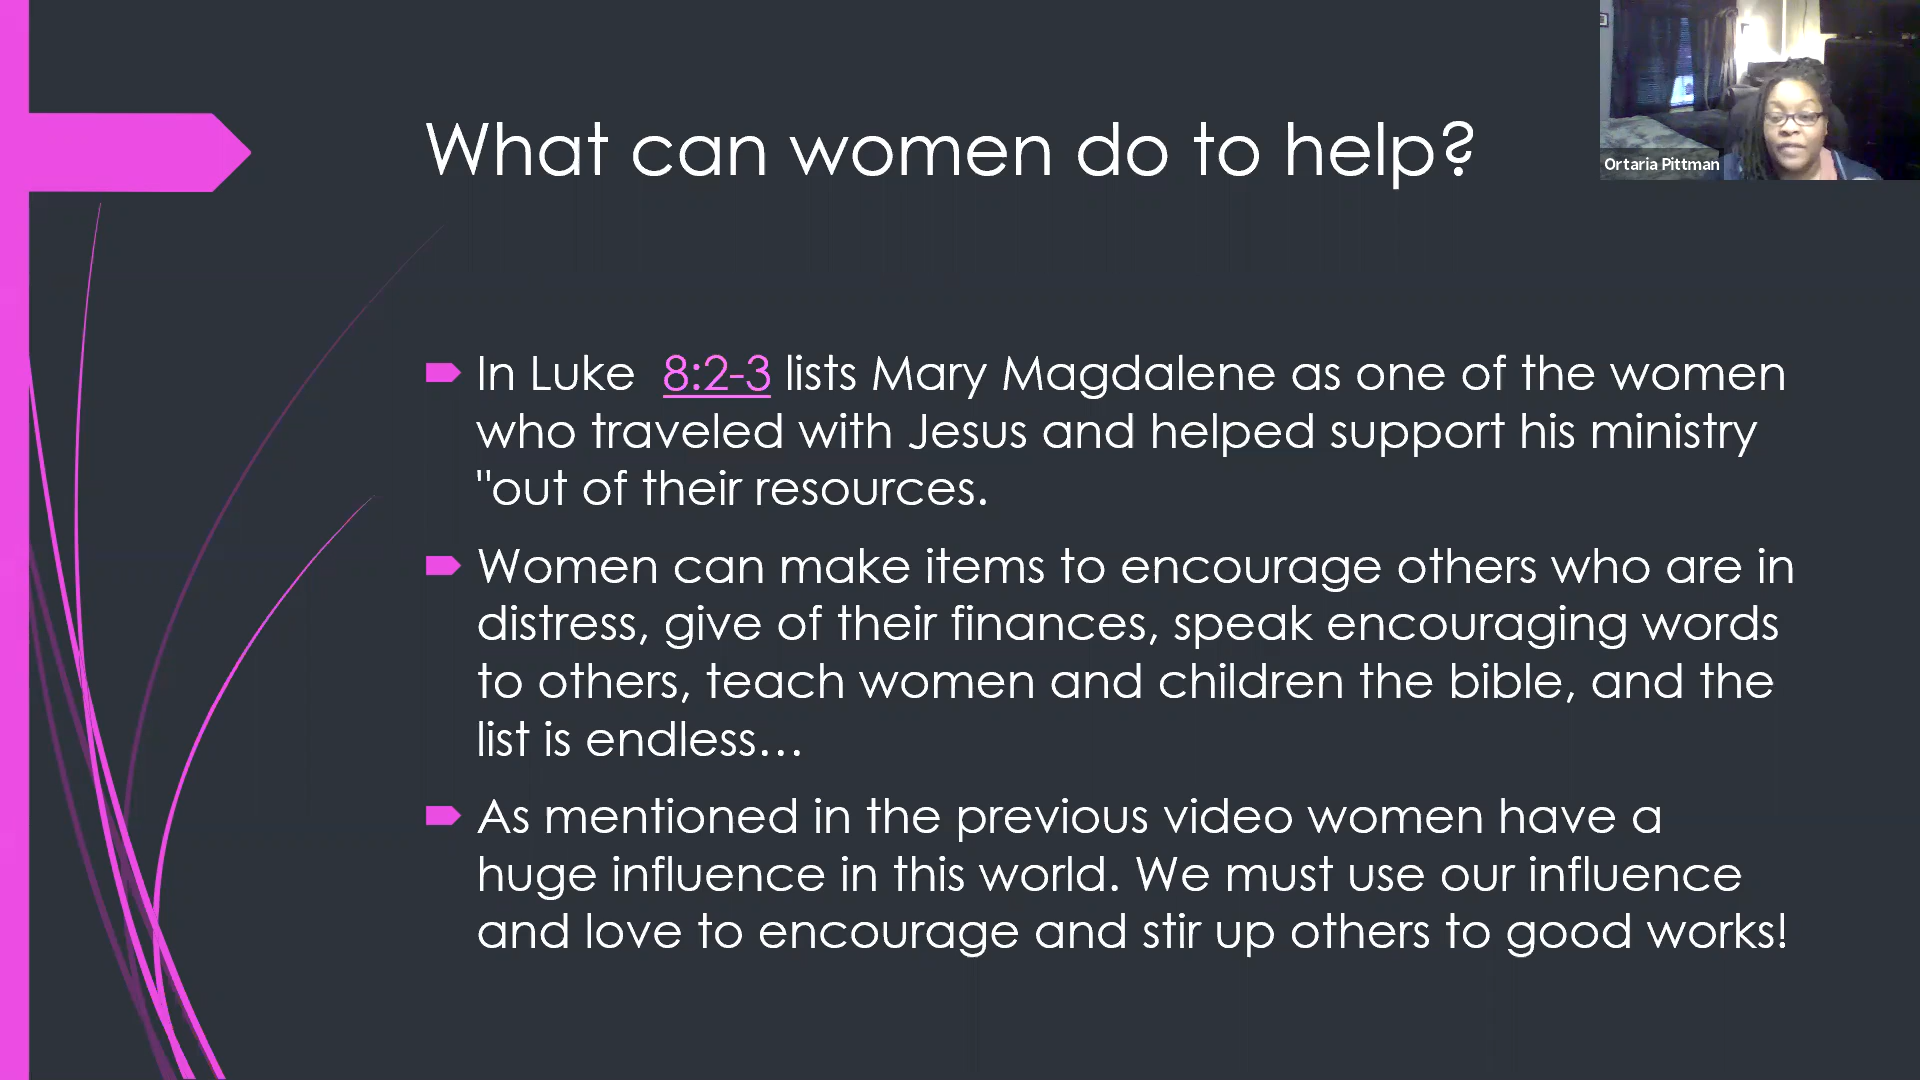 What can women do to help?
Ortaria Pittman
In Luke  8:2-3 lists Mary Magdalene as one of the women
who traveled with Jesus and helped support his ministry
"out of their resources.
Women can make items to encourage others who are in
distress, give of their finances, speak encouraging words
to others, teach women and children the bible, and the
list is endless…
As mentioned in the previous video women have a
huge influence in this world. We must use our influence
and love to encourage and stir up others to good works!